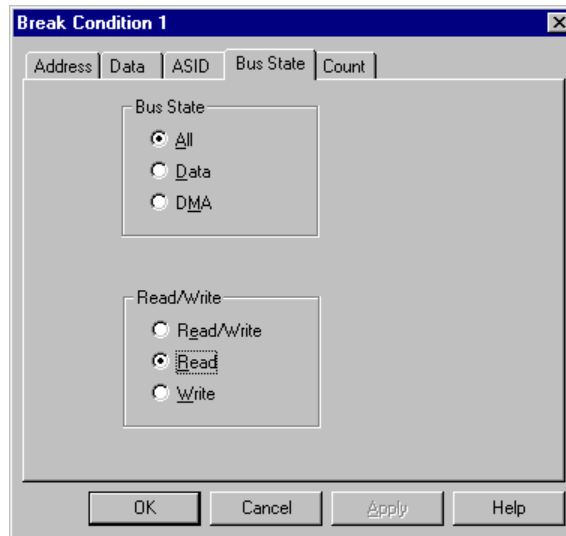 Break Condition 1
Address Data ASID Bus State Count
Bus State
All
Data
DMA
Read/Write
Read/Write
Read
Write
OK Cancel Apply Help